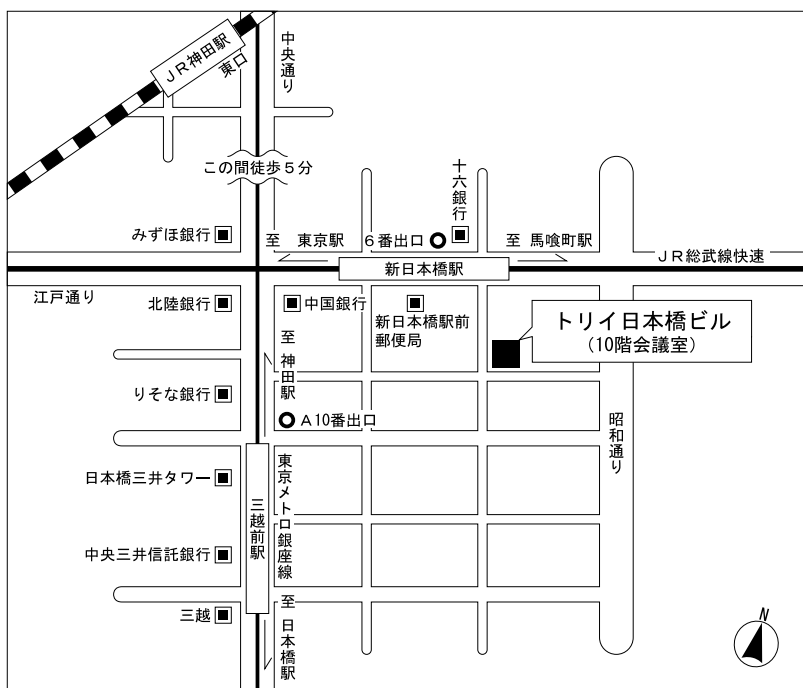 ＪＲ神田駅
東口
中央通り
この間徒歩５分
十六銀行
みずほ銀行
至 東京駅
６番出口
至 馬喰町駅
ＪＲ総武線快速
新日本橋駅
江戸通り
北陸銀行
中国銀行
新日本橋駅前
郵便局
トリイ日本橋ビル
（10階会議室）
至 神田駅
りそな銀行
Ａ10番出口
昭和通り
日本橋三井タワー
東京メトロ銀座線
三越前駅
中央三井信託銀行
三越
至 日本橋駅
N